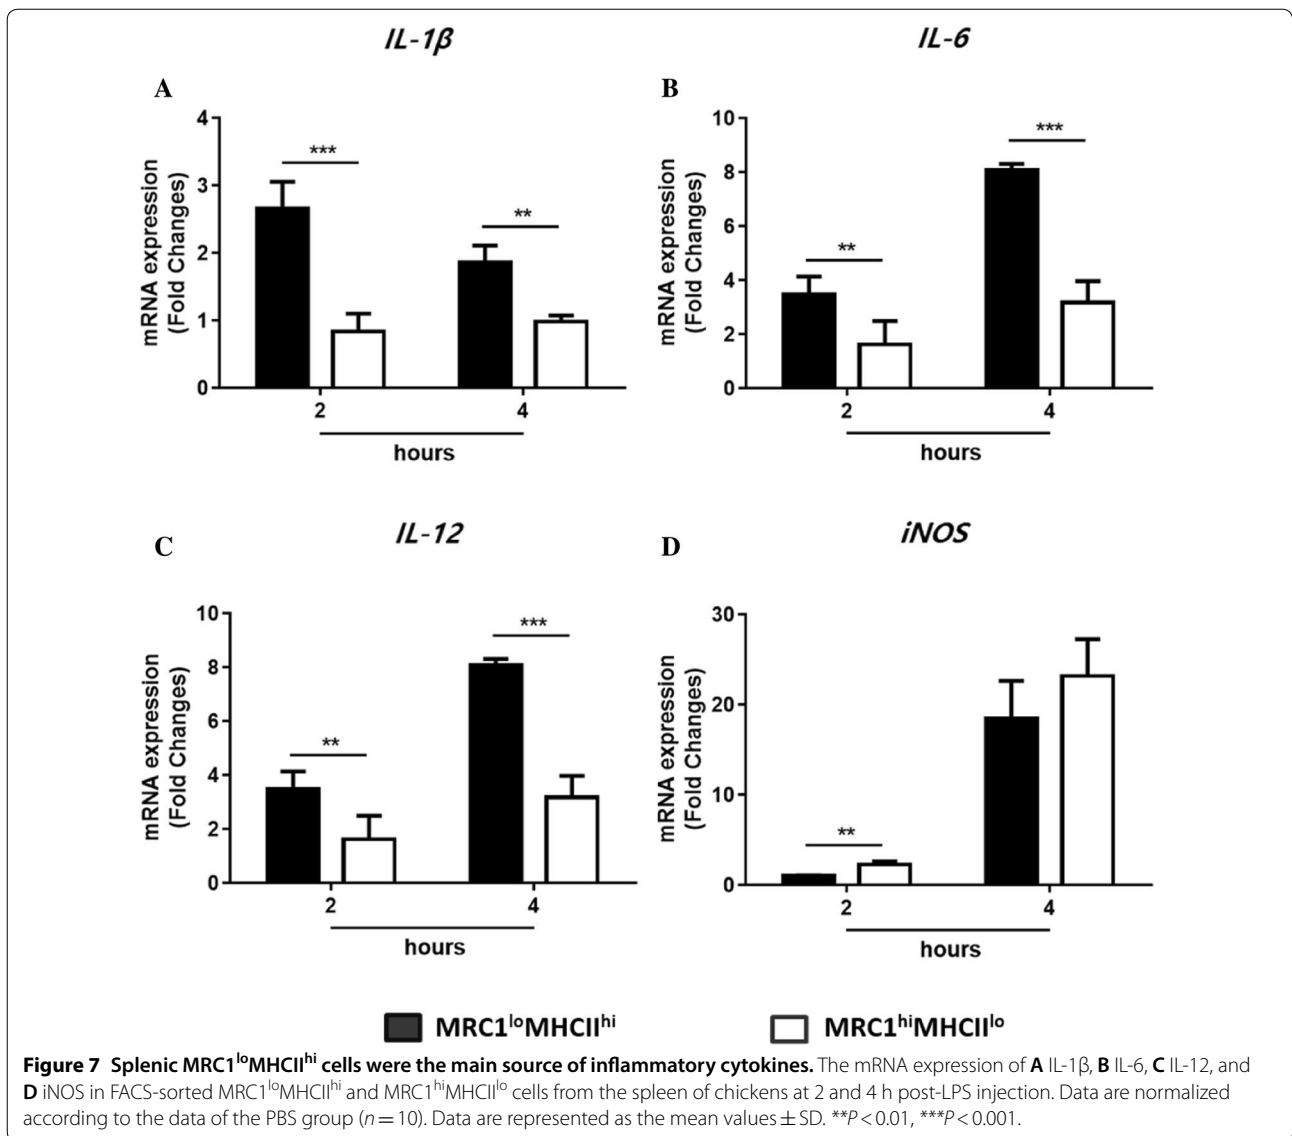 IL-1β
IL-6
A
B
mRNA expression
(Fold Changes)
4
3
2
1
0
***
**
2
4
hours
mRNA expression
(Fold Changes)
10
8
6
4
2
0
**
***
2
4
hours
IL-12
iNOS
C
D
mRNA expression
(Fold Changes)
10
8
6
4
2
0
**
***
2
4
hours
mRNA expression
(Fold Changes)
30
20
10
0
**
2
4
hours
MRC1ˡᵒMHCIIʰⁱ
MRC1ʰⁱMHCIIˡᵒ
Figure 7 Splenic MRC1ˡᵒMHCIIʰⁱ cells were the main source of inflammatory cytokines. The mRNA expression of A IL-1β, B IL-6, C IL-12, and
D iNOS in FACS-sorted MRC1ˡᵒMHCIIʰⁱ and MRC1ʰⁱMHCIIˡᵒ cells from the spleen of chickens at 2 and 4 h post-LPS injection. Data are normalized
according to the data of the PBS group (n = 10). Data are represented as the mean values ± SD. **P < 0.01, ***P < 0.001.